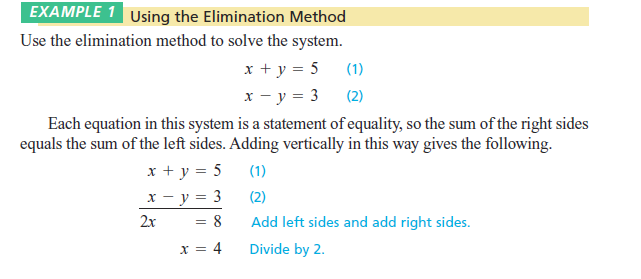 EXAMPLE 1 Using the Elimination Method
Use the elimination method to solve the system.
x + y = 5 (1)
x − y = 3 (2)
Each equation in this system is a statement of equality, so the sum of the right sides
equals the sum of the left sides. Adding vertically in this way gives the following.
x + y = 5 (1)
x − y = 3 (2)
2x = 8 Add left sides and add right sides.
x = 4 Divide by 2.